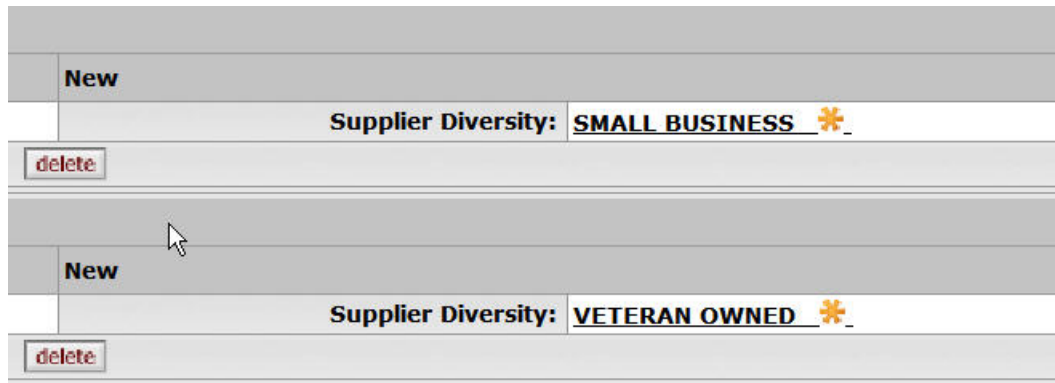 New
Supplier Diversity: SMALL BUSINESS
delete
New
Supplier Diversity: VETERAN OWNED
delete